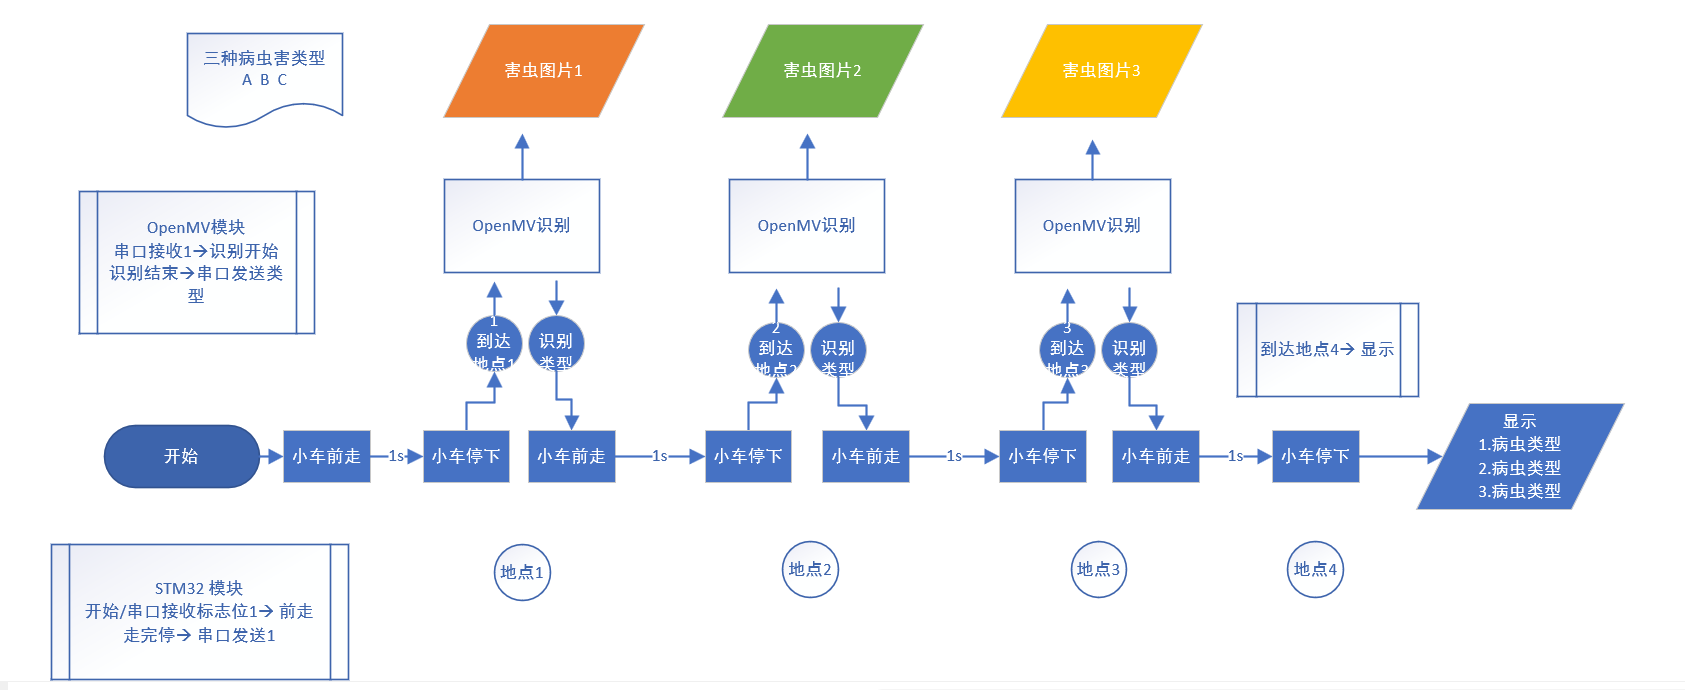 三种病虫害类型
A B C
害虫图片1
害虫图片2
害虫图片3
OpenMV模块
串口接收1→识别开始
识别结束→串口发送类
型
OpenMV识别
OpenMV识别
OpenMV识别
1
到达
地点1
识别
类型
2
到达
地点2
识别
类型
3
到达
地点3
识别
类型
到达地点4→ 显示
开始
小车前走
1s
小车停下
小车前走
1s
小车停下
小车前走
1s
小车停下
小车前走
1s
小车停下
显示
1.病虫类型
2.病虫类型
3.病虫类型
地点1
地点2
地点3
地点4
STM32 模块
开始/串口接收标志位1→ 前走
走完停→ 串口发送1